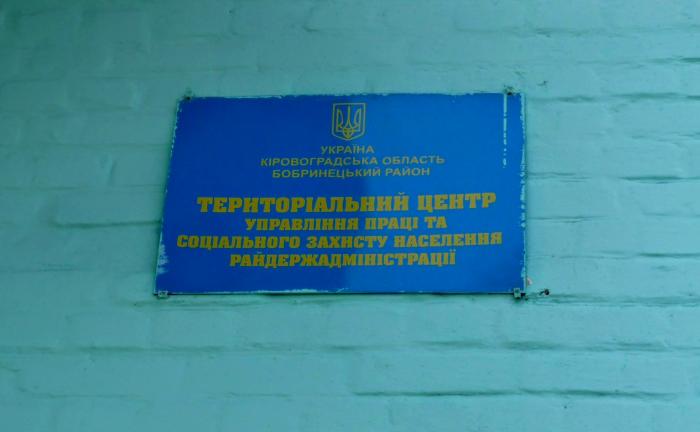 УКРАЇНА
КІРОВОГРАДСЬКА ОБЛАСТЬ
БОБРИНЕЦЬКИЙ РАЙОН
ТЕРИТОРІАЛЬНИЙ ЦЕНТР
УПРАВЛІННЯ ПРАЦІ ТА
СОЦІАЛЬНОГО ЗАХИСТУ НАСЕЛЕННЯ
РАЙДЕРЖАДМІНІСТРАЦІЇ